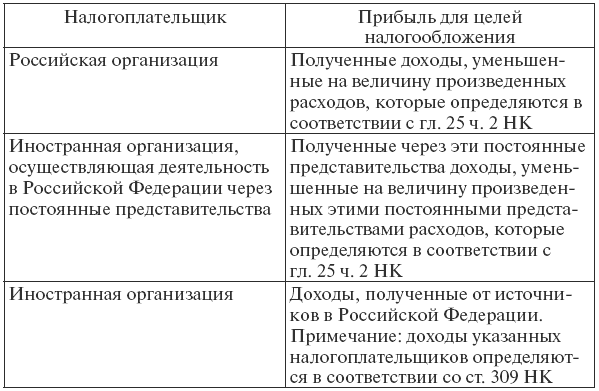 Налогоплательщик
Прибыль для целей
налогообложения
Российская организация
Полученные доходы, уменьшен-
ные на величину произведенных
расходов, которые определяются в
соответствии с гл. 25 ч. 2 НК
Иностранная организация,
осуществляющая деятельность
в Российской Федерации через
постоянные представительства
Полученные через эти постоянные
представительства доходы, умень-
шенные на величину произведен-
ных этими постоянными предста-
вительствами расходов, которые
определяются в соответствии с
гл. 25 ч. 2 НК
Иностранная организация
Доходы, полученные от источни-
ков в Российской Федерации.
Примечание: доходы указанных
налогоплательщиков определяют-
ся в соответствии со ст. 309 НК